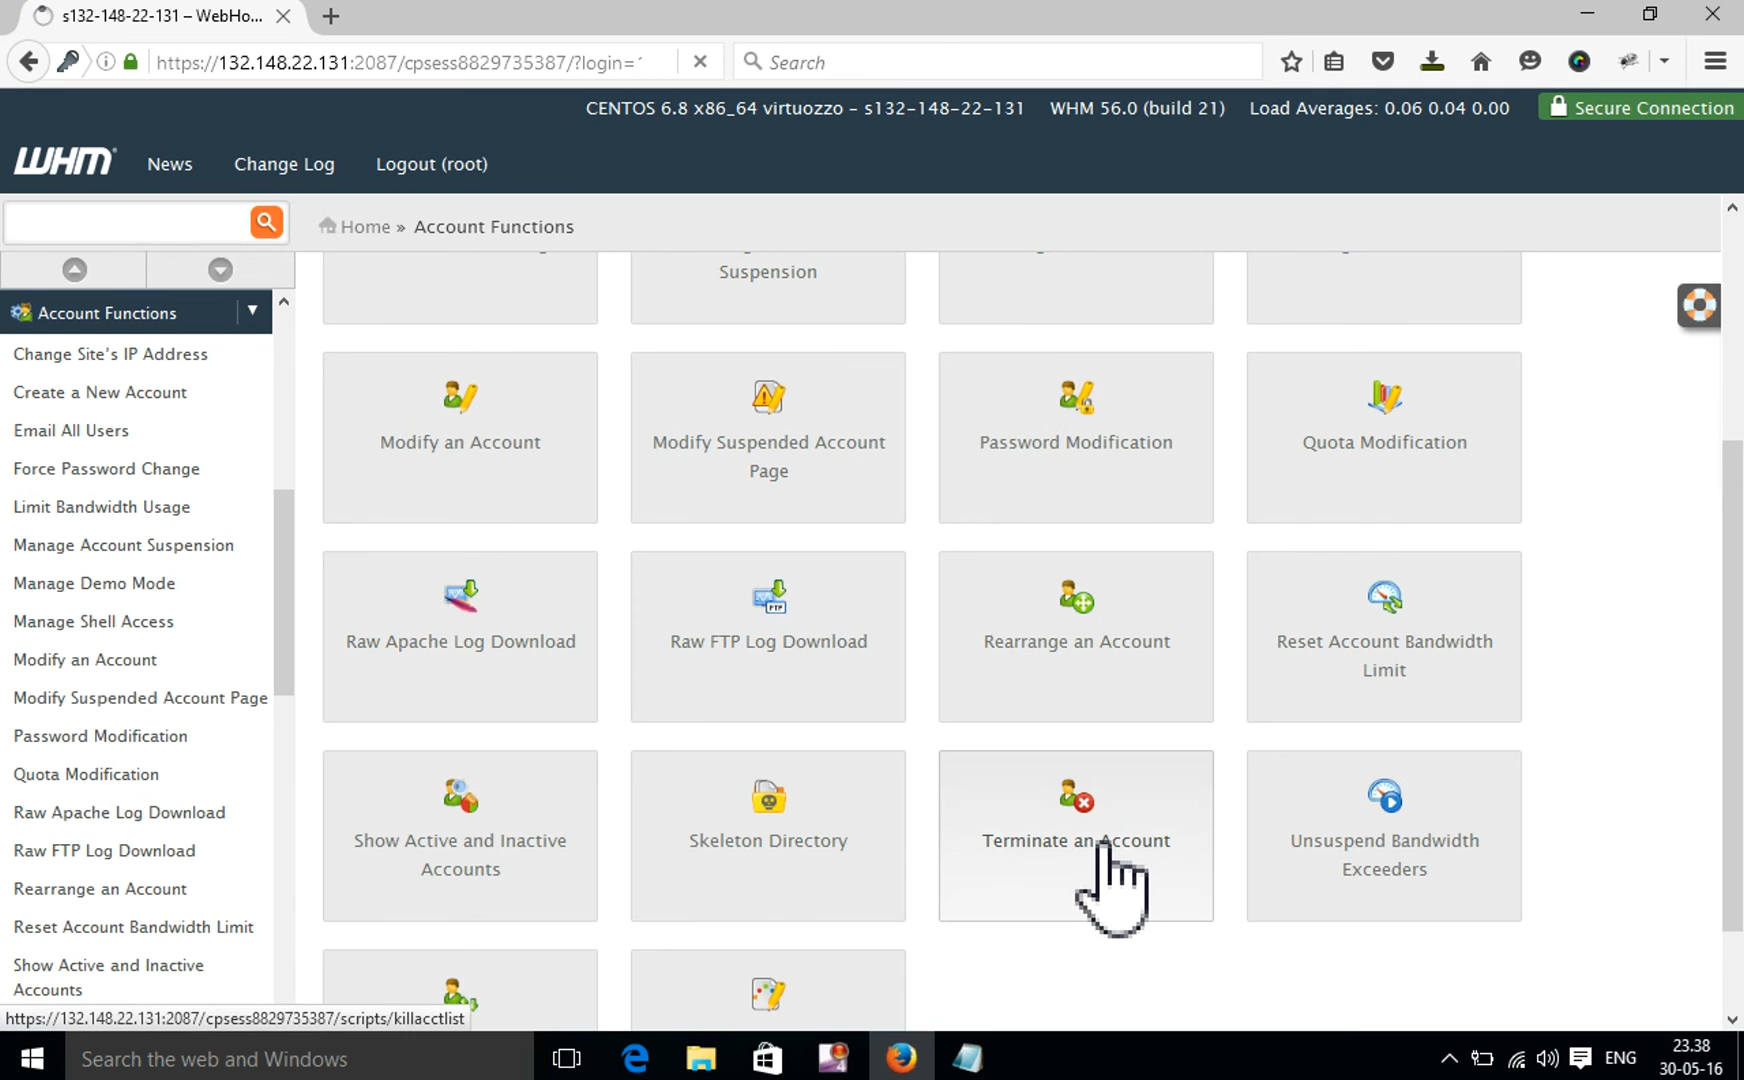 s132-148-22-131 – WebHo...
https://132.148.22.131:2087/cpsess8829735387/?login=
Search
CENTOS 6.8 x86_64 virtuozzo – s132-148-22-131 WHM 56.0 (build 21) Load Averages: 0.06 0.04 0.00 Secure Connection
WHM News Change Log Logout (root)
Home » Account Functions
Account Functions
Change Site's IP Address
Create a New Account
Email All Users
Force Password Change
Limit Bandwidth Usage
Manage Account Suspension
Manage Demo Mode
Manage Shell Access
Modify an Account
Modify Suspended Account Page
Password Modification
Quota Modification
Raw Apache Log Download
Raw FTP Log Download
Rearrange an Account
Reset Account Bandwidth Limit
Show Active and Inactive
Accounts
Suspension
Modify an Account
Modify Suspended Account
Page
Password Modification
Quota Modification
Raw Apache Log Download
FTP
Raw FTP Log Download
Rearrange an Account
Reset Account Bandwidth
Limit
Show Active and Inactive
Accounts
Skeleton Directory
Terminate an Account
Unsuspend Bandwidth
Exceeders
https://132.148.22.131:2087/cpsess8829735387/scripts/killacctlist
Search the web and Windows
4
ENG
23.38
30-05-16